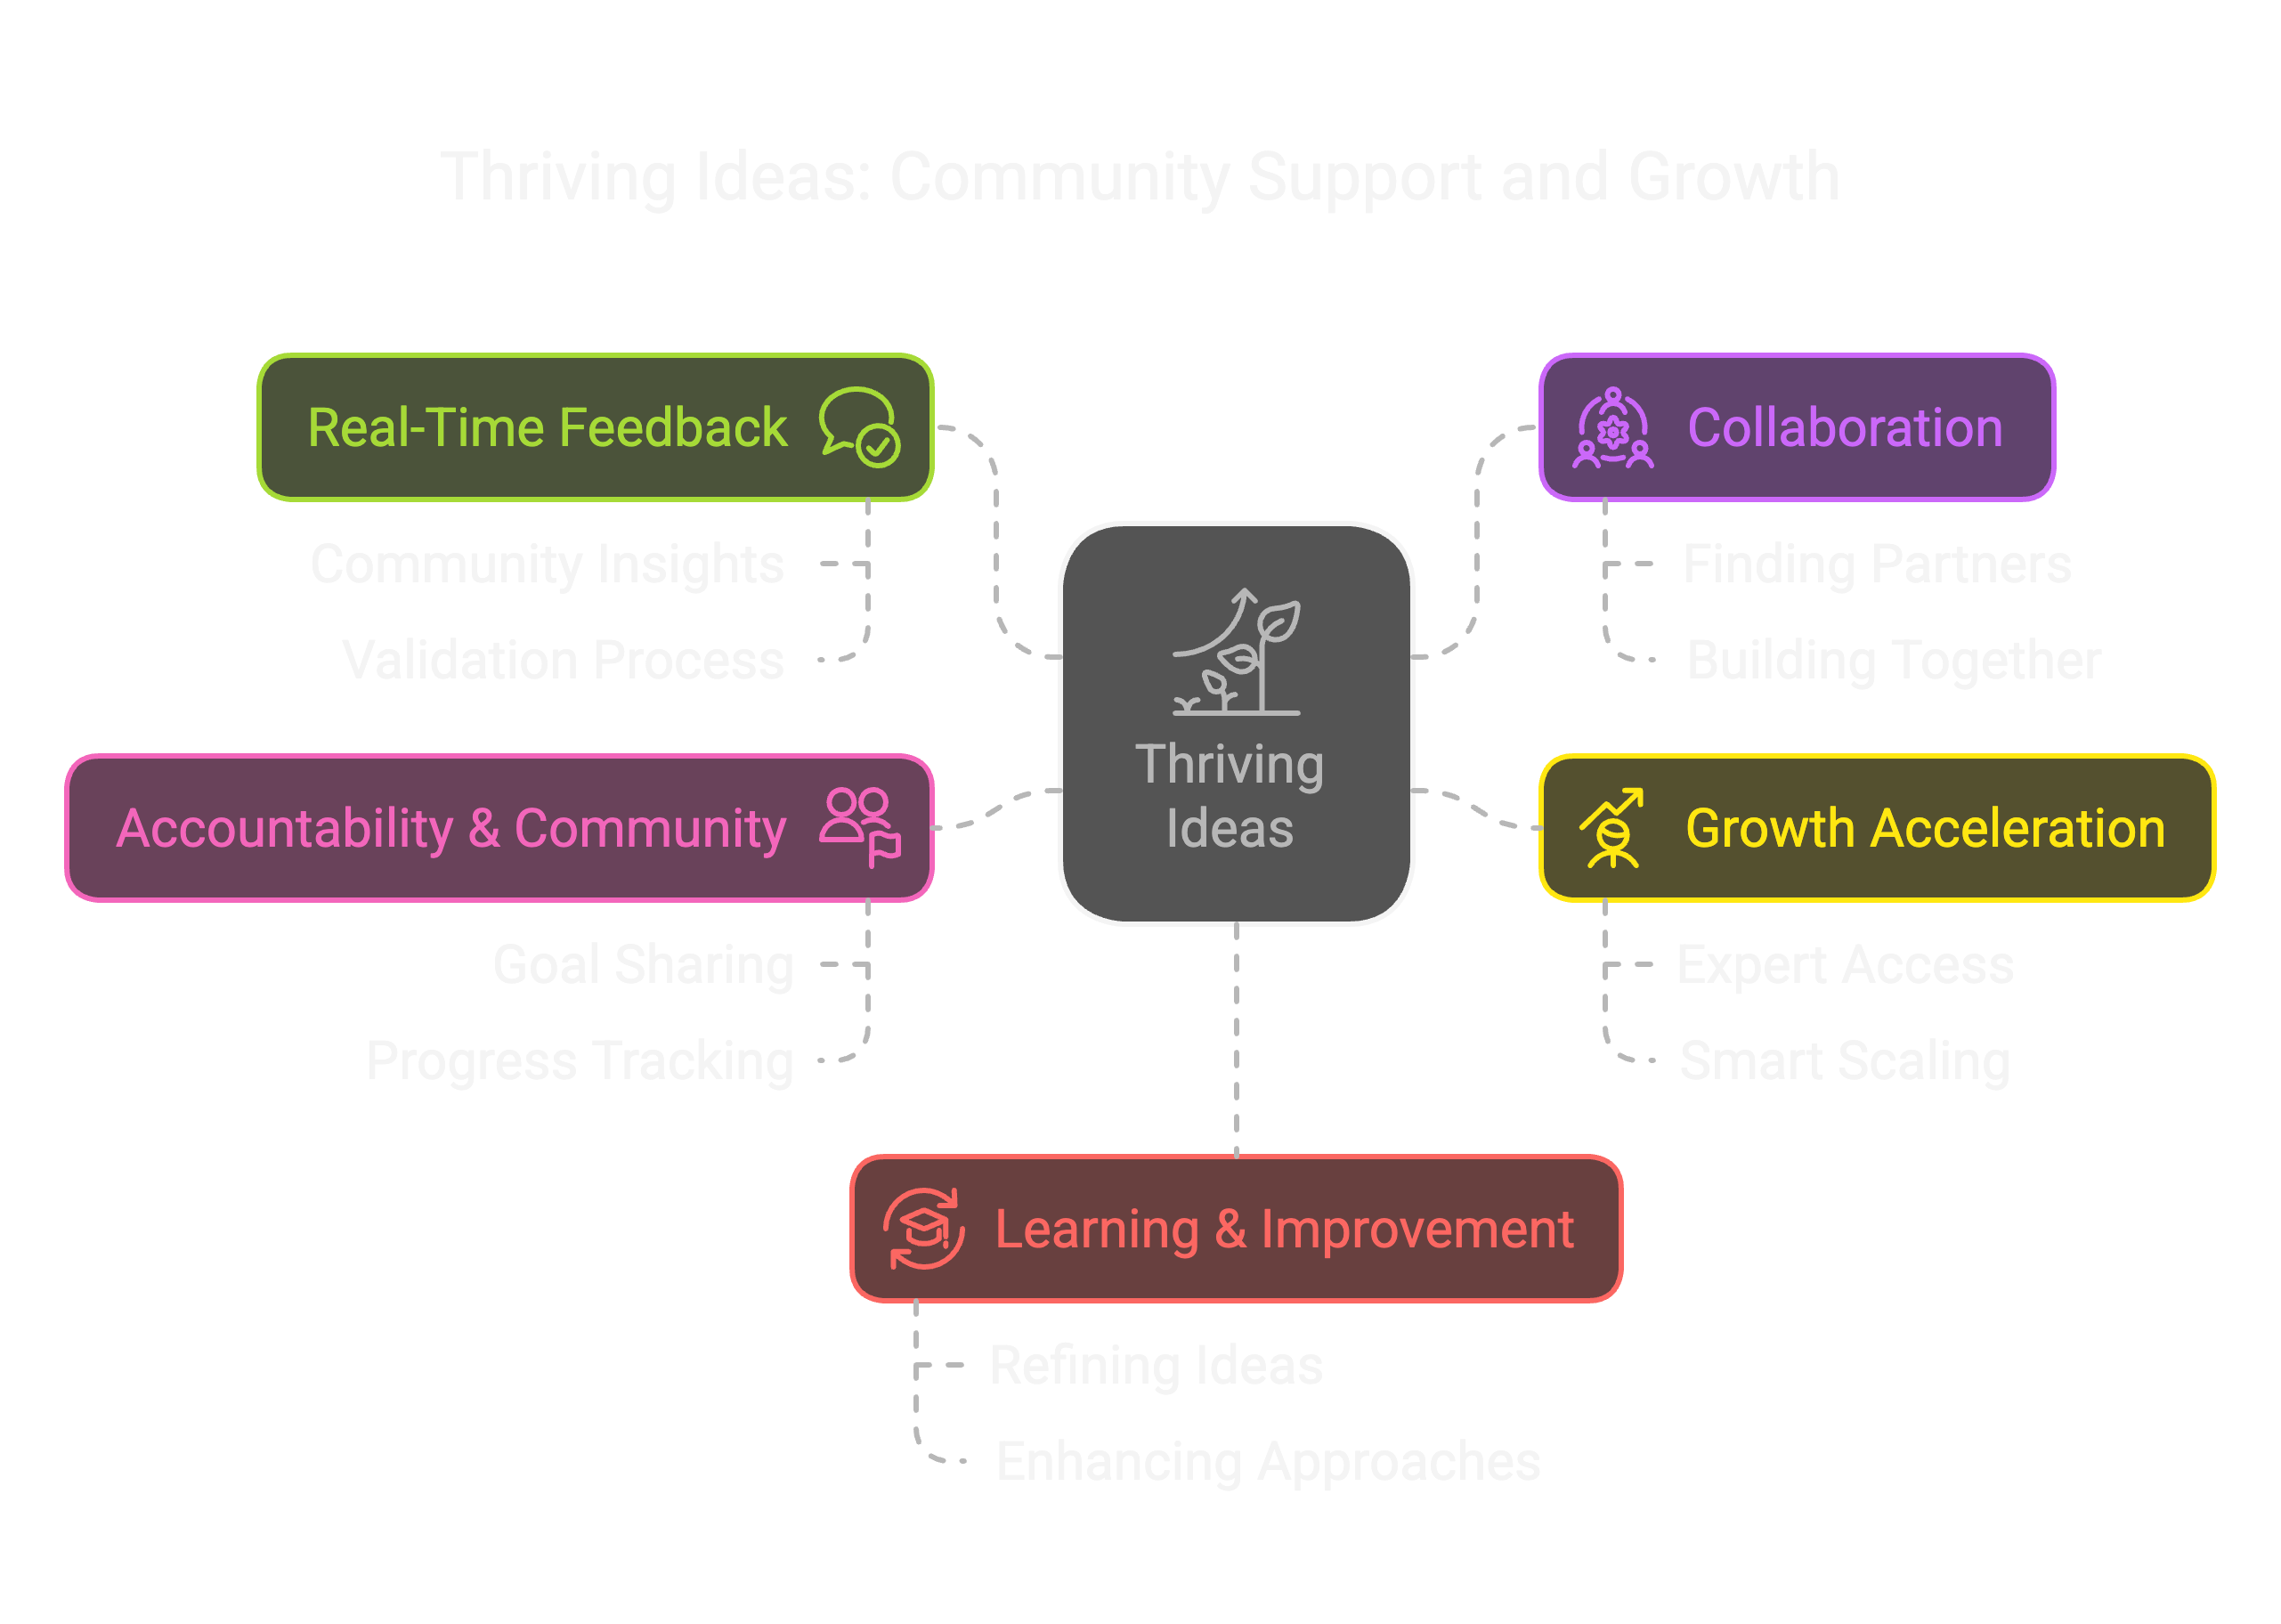 Thriving Ideas: Community Support and Growth
Real-Time Feedback
Community Insights
Validation Process
Accountability & Community
Goal Sharing
Progress Tracking
Thriving
Ideas
Collaboration
Finding Partners
Building Together
Growth Acceleration
Expert Access
Smart Scaling
Learning & Improvement
Refining Ideas
Enhancing Approaches